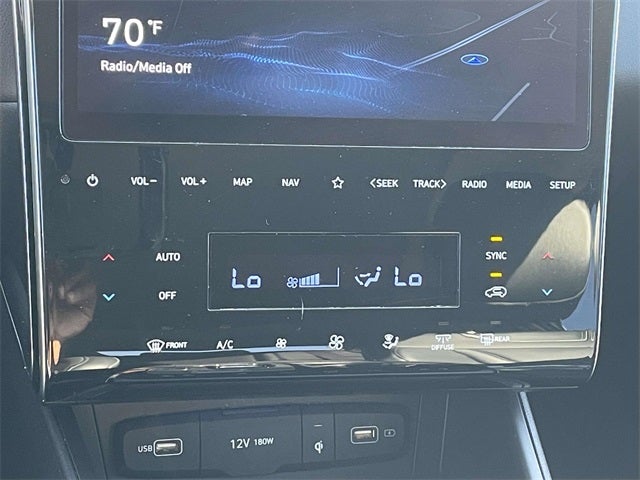 70°F
Radio/Media Off
VOL− VOL+ MAP NAV <SEEK TRACK> RADIO MEDIA SETUP
AUTO SYNC
Lo Lo
OFF
FRONT A/C DIFFUSE REAR
USB 12V 180W qi